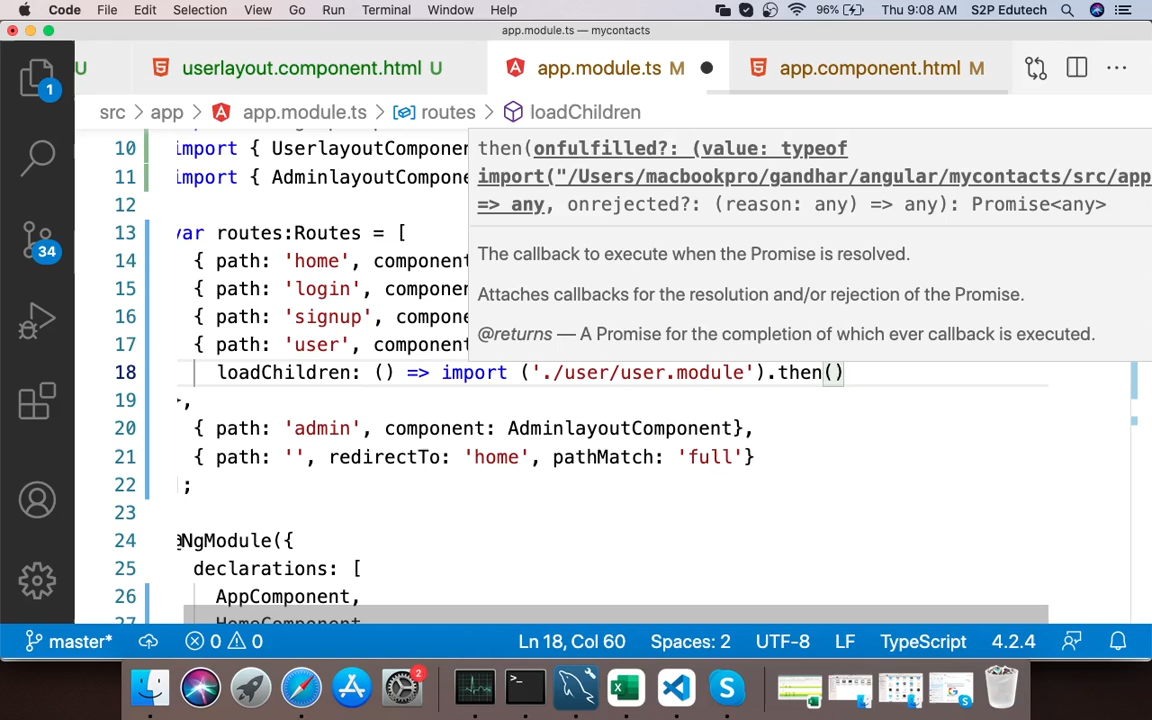 Code File Edit Selection View Go Run Terminal Window Help 96% Thu 9:08 AM S2P Edutech
app.module.ts — mycontacts
U userlayout.component.html U app.module.ts M app.component.html M
src > app > app.module.ts > routes > loadChildren
10 import { UserlayoutComponen
11 import { AdminlayoutCompone
12
13 var routes:Routes = [
14 { path: 'home', component
15 { path: 'login', compone
16 { path: 'signup', compone
17 { path: 'user', component
18 loadChildren: () => import ('./user/user.module').then()
19 },
20 { path: 'admin', component: AdminlayoutComponent},
21 { path: '', redirectTo: 'home', pathMatch: 'full'}
22 ];
23
24 @NgModule({
25 declarations: [
26 AppComponent,
27 HomeComponent
then(onfulfilled?: (value: typeof
import("/Users/macbookpro/gandhar/angular/mycontacts/src/app
=> any, onrejected?: (reason: any) => any): Promise<any>
The callback to execute when the Promise is resolved.
Attaches callbacks for the resolution and/or rejection of the Promise.
@returns — A Promise for the completion of which ever callback is executed.
1
34
master* 0 0 Ln 18, Col 60 Spaces: 2 UTF-8 LF TypeScript 4.2.4
2